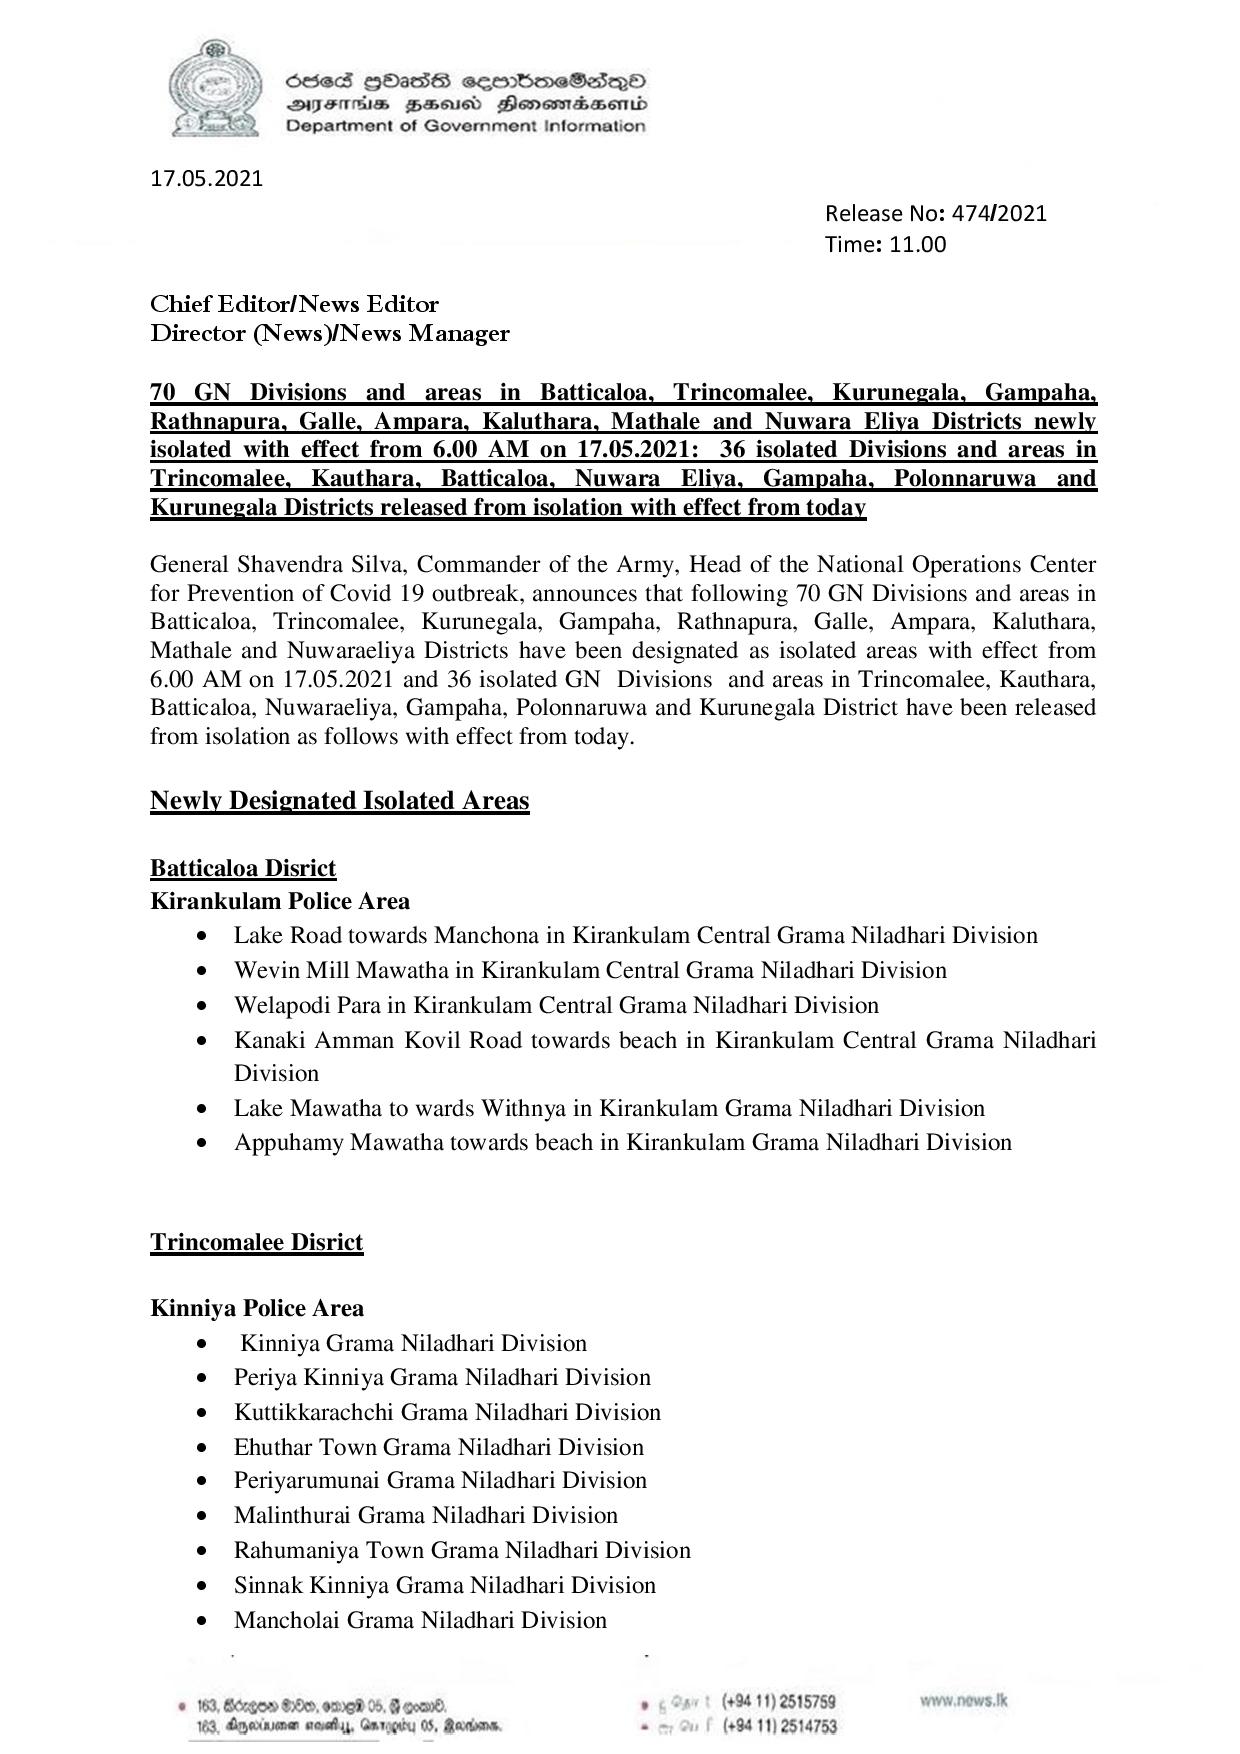 රජයේ ප්‍රවෘත්ති දෙපාර්තමේන්තුව
அரசாங்க தகவல் திணைக்களம்
Department of Government Information
17.05.2021
Release No: 474/2021
Time: 11.00
Chief Editor/News Editor
Director (News)/News Manager
70 GN Divisions and areas in Batticaloa, Trincomalee, Kurunegala, Gampaha,
Rathnapura, Galle, Ampara, Kaluthara, Mathale and Nuwara Eliya Districts newly
isolated with effect from 6.00 AM on 17.05.2021: 36 isolated Divisions and areas in
Trincomalee, Kauthara, Batticaloa, Nuwara Eliya, Gampaha, Polonnaruwa and
Kurunegala Districts released from isolation with effect from today
General Shavendra Silva, Commander of the Army, Head of the National Operations Center
for Prevention of Covid 19 outbreak, announces that following 70 GN Divisions and areas in
Batticaloa, Trincomalee, Kurunegala, Gampaha, Rathnapura, Galle, Ampara, Kaluthara,
Mathale and Nuwaraeliya Districts have been designated as isolated areas with effect from
6.00 AM on 17.05.2021 and 36 isolated GN Divisions and areas in Trincomalee, Kauthara,
Batticaloa, Nuwaraeliya, Gampaha, Polonnaruwa and Kurunegala District have been released
from isolation as follows with effect from today.
Newly Designated Isolated Areas
Batticaloa Disrict
Kirankulam Police Area
• Lake Road towards Manchona in Kirankulam Central Grama Niladhari Division
• Wevin Mill Mawatha in Kirankulam Central Grama Niladhari Division
• Welapodi Para in Kirankulam Central Grama Niladhari Division
• Kanaki Amman Kovil Road towards beach in Kirankulam Central Grama Niladhari
Division
• Lake Mawatha to wards Withnya in Kirankulam Grama Niladhari Division
• Appuhamy Mawatha towards beach in Kirankulam Grama Niladhari Division
Trincomalee Disrict
Kinniya Police Area
• Kinniya Grama Niladhari Division
• Periya Kinniya Grama Niladhari Division
• Kuttikkarachchi Grama Niladhari Division
• Ehuthar Town Grama Niladhari Division
• Periyarumunai Grama Niladhari Division
• Malinthurai Grama Niladhari Division
• Rahumaniya Town Grama Niladhari Division
• Sinnak Kinniya Grama Niladhari Division
• Mancholai Grama Niladhari Division
• 163, කිරුළපන මාවත, කොළඹ 05, ශ්‍රී ලංකාව.
163, கிருலப்பனை எவனியூ, கொழும்பு 05, இலங்கை.
(+94 11) 2515759
(+94 11) 2514753
www.news.lk